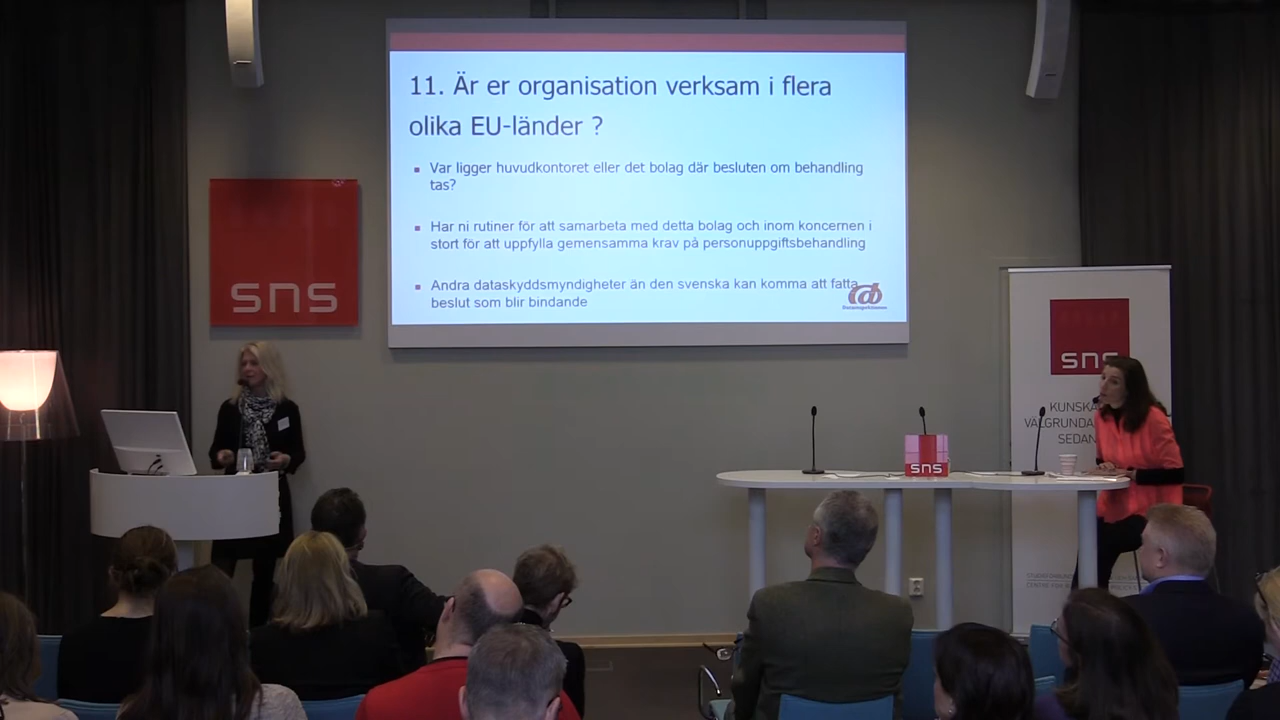 11. Är er organisation verksam i flera
olika EU-länder ?
Var ligger huvudkontoret eller det bolag där besluten om behandling
tas?
Har ni rutiner för att samarbeta med detta bolag och inom koncernen i
stort för att uppfylla gemensamma krav på personuppgiftsbehandling
Andra dataskyddsmyndigheter än den svenska kan komma att fatta
beslut som blir bindande
Datainspektionen
sns
sns
KUNSKA
VÄLGRUNDA
SEDAN
sns